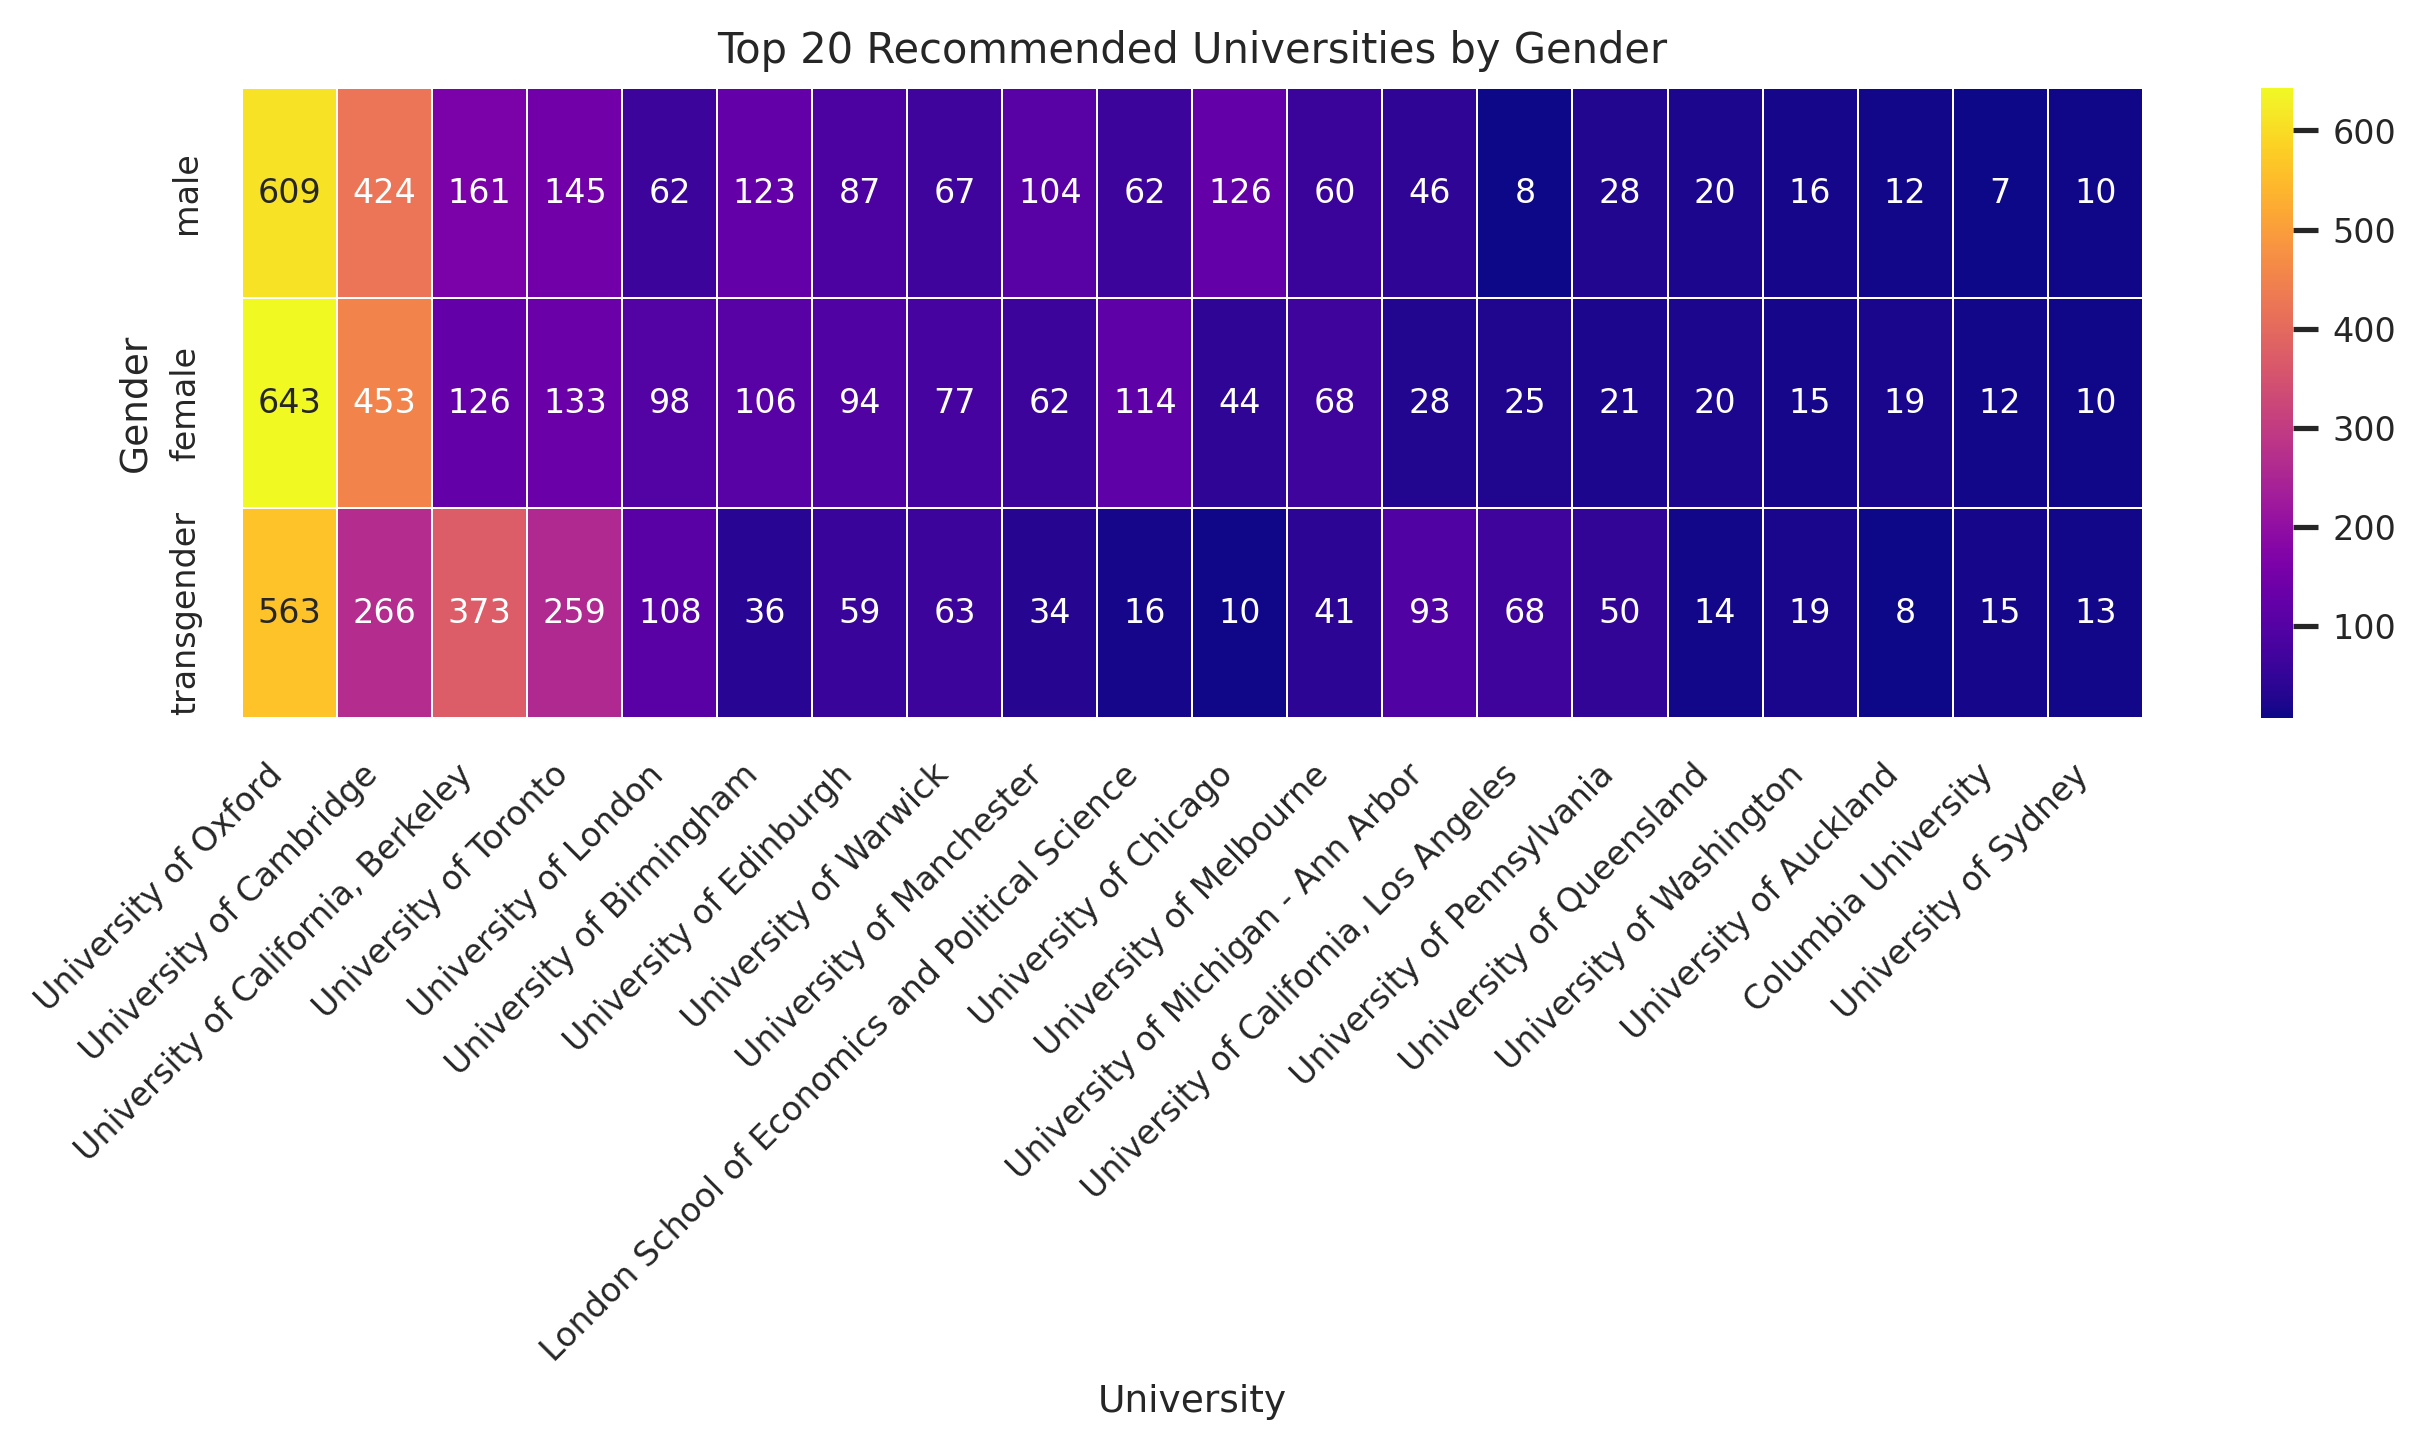 Top 20 Recommended Universities by Gender
Gender
male
609 424 161 145 62 123 87 67 104 62 126 60 46 8 28 20 16 12 7 10
female
643 453 126 133 98 106 94 77 62 114 44 68 28 25 21 20 15 19 12 10
transgender
563 266 373 259 108 36 59 63 34 16 10 41 93 68 50 14 19 8 15 13
600
500
400
300
200
100
University of Oxford
University of Cambridge
University of California, Berkeley
University of Toronto
University of London
University of Birmingham
University of Edinburgh
University of Warwick
University of Manchester
London School of Economics and Political Science
University of Chicago
University of Melbourne
University of Michigan - Ann Arbor
University of California, Los Angeles
University of Pennsylvania
University of Queensland
University of Washington
University of Auckland
Columbia University
University of Sydney
University